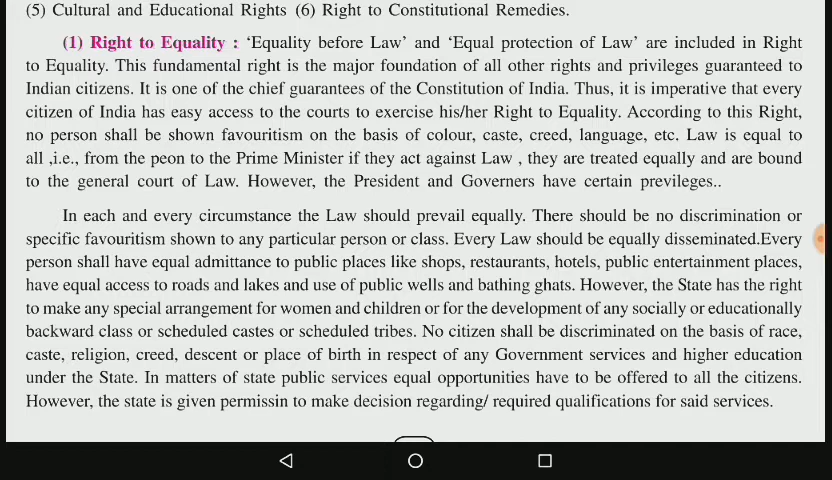 (5) Cultural and Educational Rights (6) Right to Constitutional Remedies.
(1) Right to Equality : ‘Equality before Law’ and ‘Equal protection of Law’ are included in Right
to Equality. This fundamental right is the major foundation of all other rights and privileges guaranteed to
Indian citizens. It is one of the chief guarantees of the Constitution of India. Thus, it is imperative that every
citizen of India has easy access to the courts to exercise his/her Right to Equality. According to this Right,
no person shall be shown favouritism on the basis of colour, caste, creed, language, etc. Law is equal to
all ,i.e., from the peon to the Prime Minister if they act against Law , they are treated equally and are bound
to the general court of Law. However, the President and Governers have certain previleges..
In each and every circumstance the Law should prevail equally. There should be no discrimination or
specific favouritism shown to any particular person or class. Every Law should be equally disseminated.Every
person shall have equal admittance to public places like shops, restaurants, hotels, public entertainment places,
have equal access to roads and lakes and use of public wells and bathing ghats. However, the State has the right
to make any special arrangement for women and children or for the development of any socially or educationally
backward class or scheduled castes or scheduled tribes. No citizen shall be discriminated on the basis of race,
caste, religion, creed, descent or place of birth in respect of any Government services and higher education
under the State. In matters of state public services equal opportunities have to be offered to all the citizens.
However, the state is given permissin to make decision regarding/ required qualifications for said services.